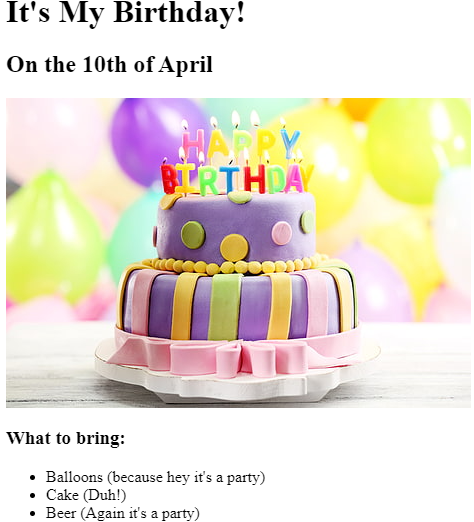 It's My Birthday!
On the 10th of April
HAPPY
BIRTHDAY
What to bring:
Balloons (because hey it's a party)
Cake (Duh!)
Beer (Again it's a party)